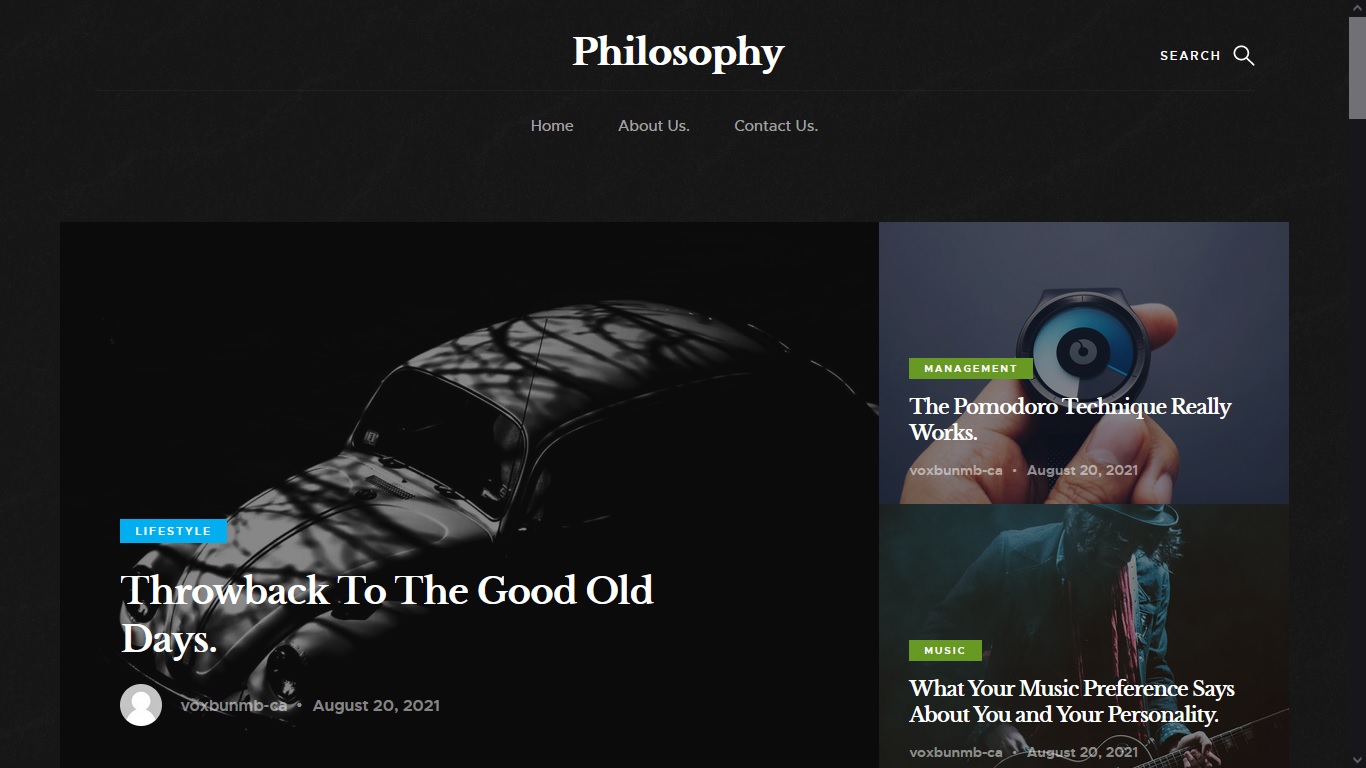 Philosophy
SEARCH
Home
About Us.
Contact Us.
LIFESTYLE
Throwback To The Good Old
Days.
voxbunmb-ca • August 20, 2021
MANAGEMENT
The Pomodoro Technique Really
Works.
voxbunmb-ca • August 20, 2021
MUSIC
What Your Music Preference Says
About You and Your Personality.
voxbunmb-ca • August 20, 2021